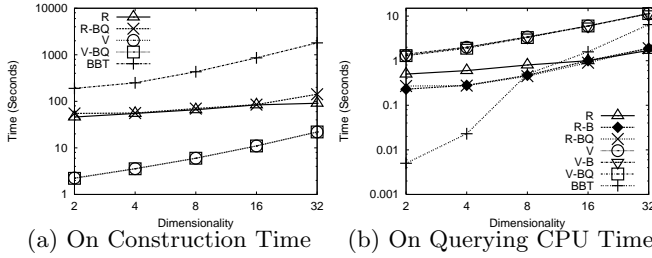 10000
1000
100
10
1
Time (Seconds)
R
R-BQ
V
V-BQ
BBT
2 4 8 16 32
Dimensionality
(a) On Construction Time
10
1
0.1
0.01
0.001
Time (Seconds)
R
R-B
R-BQ
V
V-B
V-BQ
BBT
2 4 8 16 32
Dimensionality
(b) On Querying CPU Time